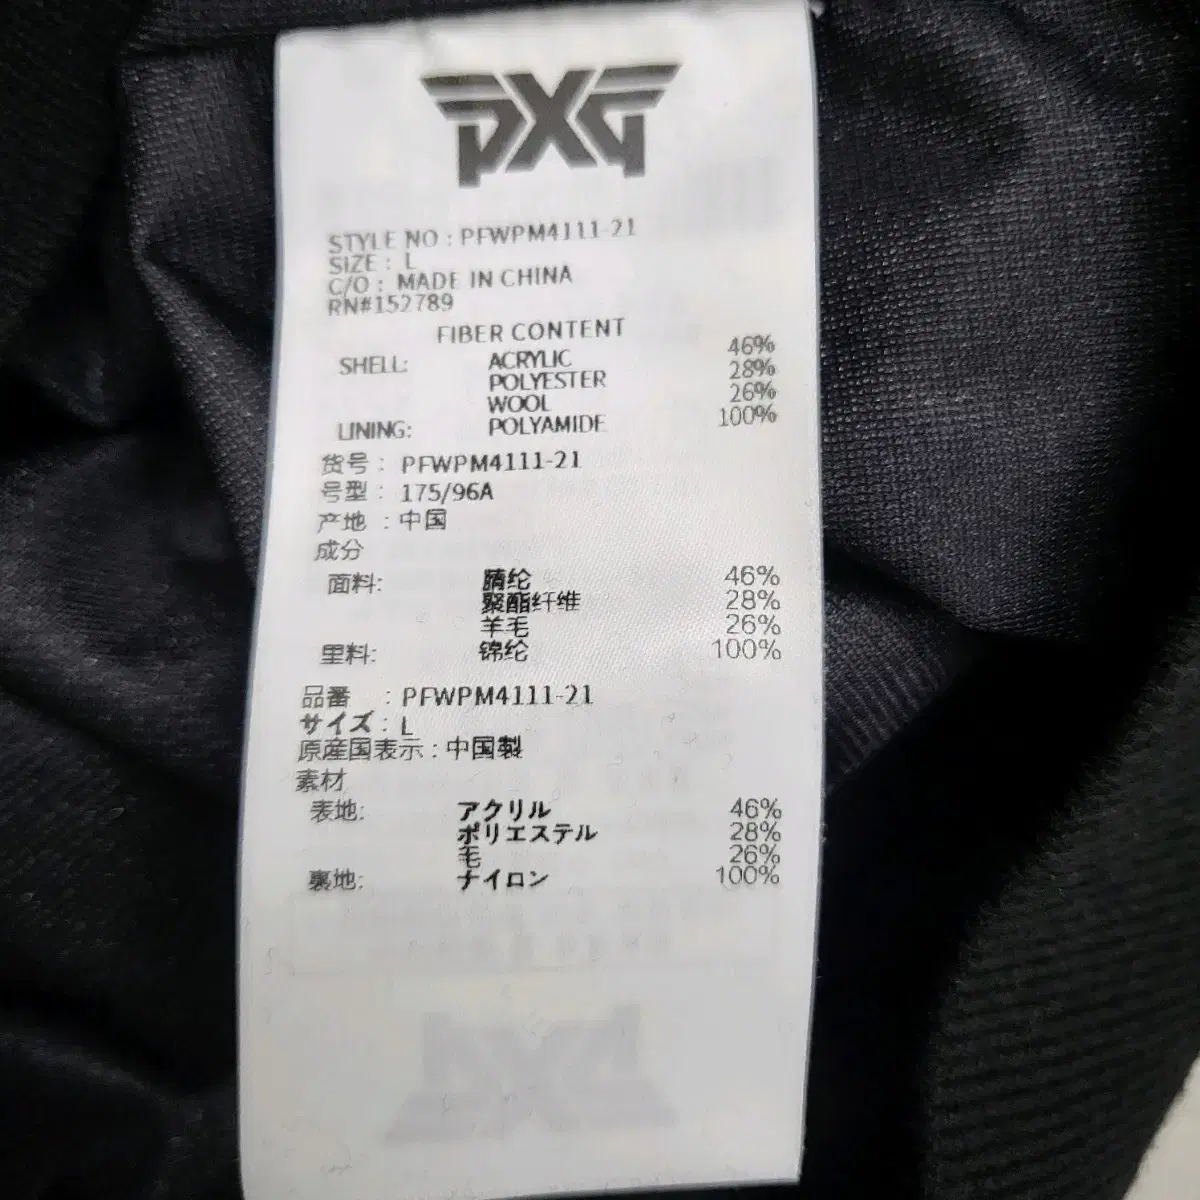 PXG
STYLE NO : PFWPM4111-21
SIZE : L
C/O : MADE IN CHINA
RN#152789
FIBER CONTENT
SHELL: ACRYLIC 46%
POLYESTER 28%
WOOL 26%
LINING: POLYAMIDE 100%
货号 : PFWPM4111-21
号型 : 175/96A
产地 : 中国
成分
面料: 腈纶 46%
聚酯纤维 28%
羊毛 26%
里料: 锦纶 100%
品番 : PFWPM4111-21
サイズ : L
原産国表示 : 中国製
素材
表地: アクリル 46%
ポリエステル 28%
毛 26%
裏地: ナイロン 100%